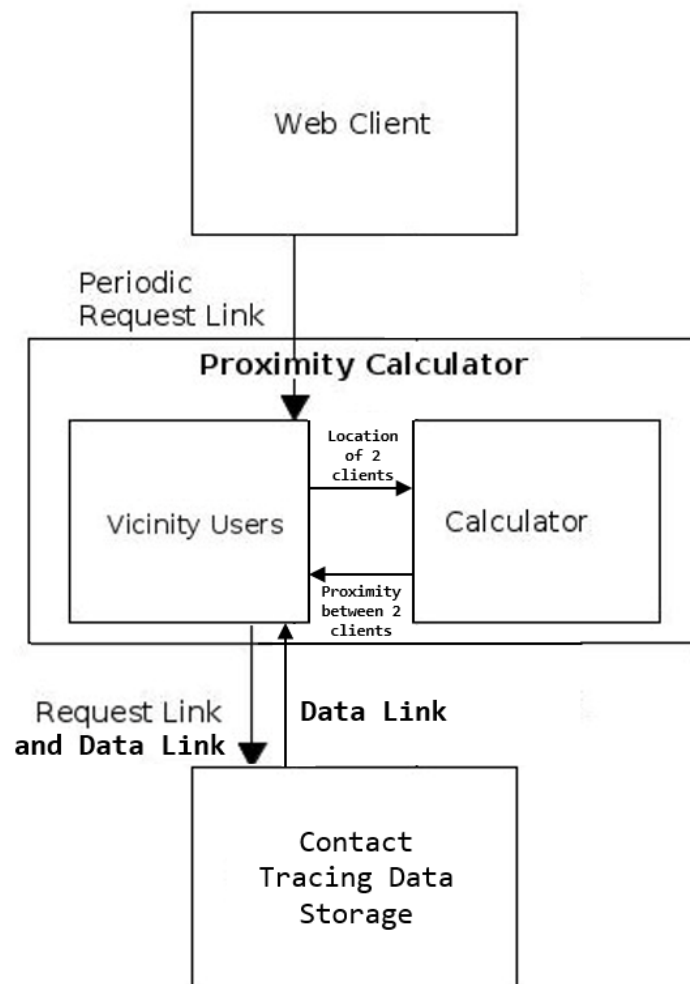 Web Client
Periodic
Request Link
Proximity Calculator
Vicinity Users
Location
of 2
clients
Calculator
Proximity
between 2
clients
Request Link
and Data Link
Data Link
Contact
Tracing Data
Storage